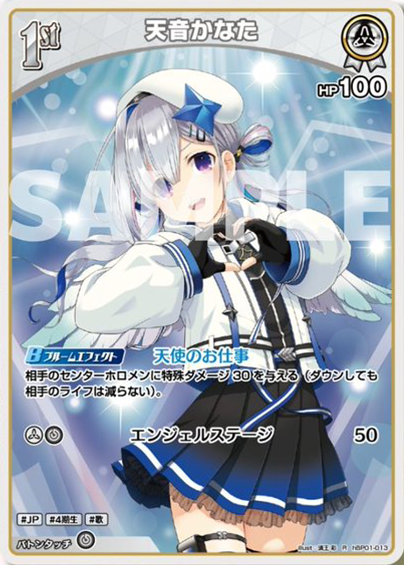 1st
天音かなた
HP100
SAMPLE
Bブルームエフェクト 天使のお仕事
相手のセンターホロメンに特殊ダメージ30を与える（ダウンしても
相手のライフは減らない）。
エンジェルステージ 50
#JP #4期生 #歌
バトンタッチ
R hBP01-013